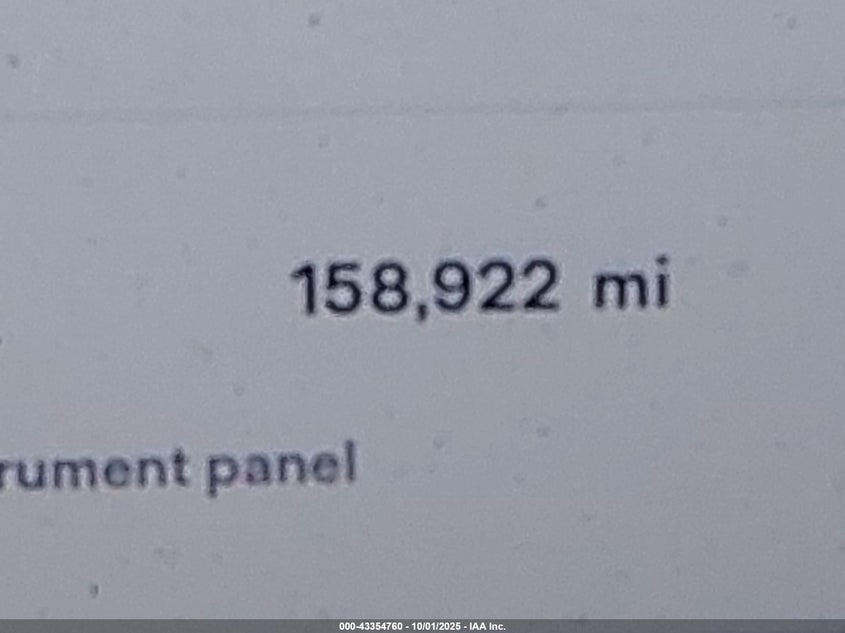 158,922 mi
rument panel
000-43354760 - 10/01/2025 - IAA Inc.